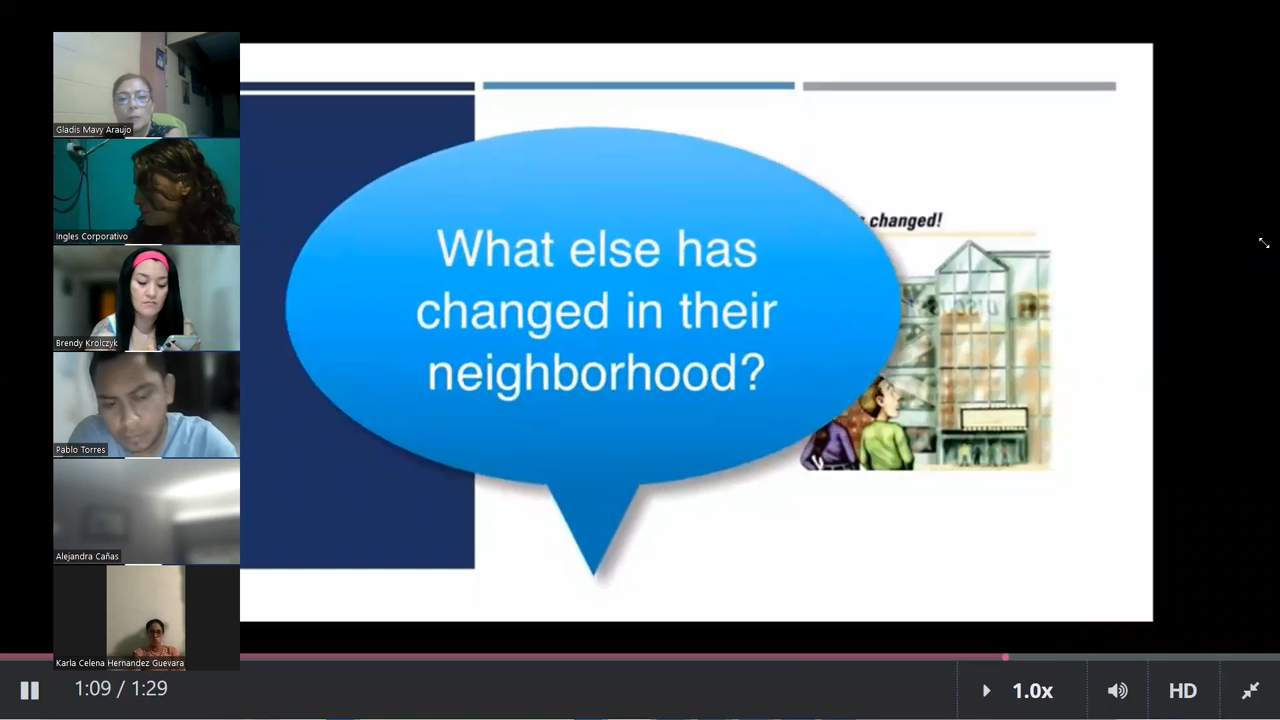 Gladis Mavy Araujo
Ingles Corporativo
Brendy Krolczyk
Pablo Torres
Alejandra Cañas
Karla Celena Hernandez Guevara
What else has
changed in their
neighborhood?
changed!
1:09 / 1:29
1.0x
HD